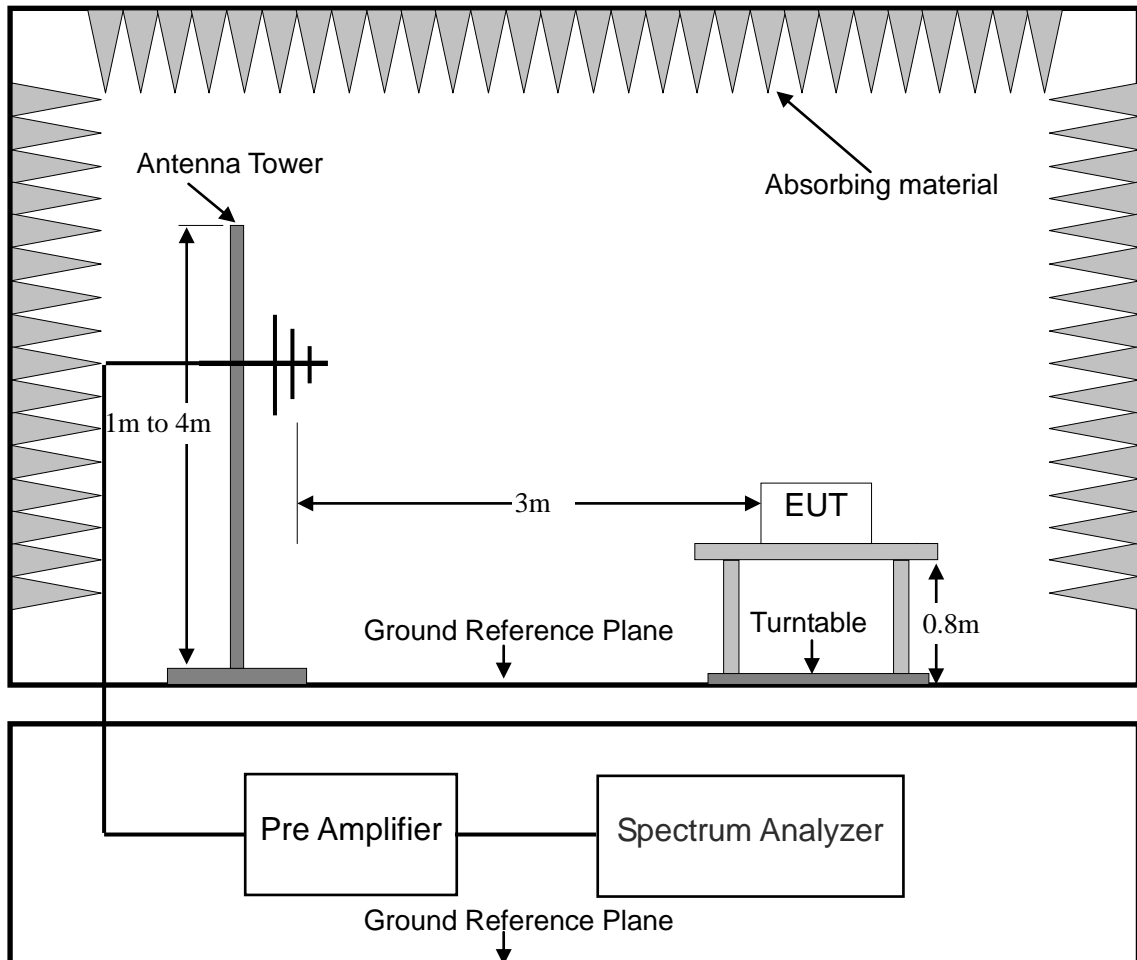 Antenna Tower
Absorbing material
1m to 4m
3m
EUT
Ground Reference Plane
Turntable
0.8m
Pre Amplifier
Spectrum Analyzer
Ground Reference Plane